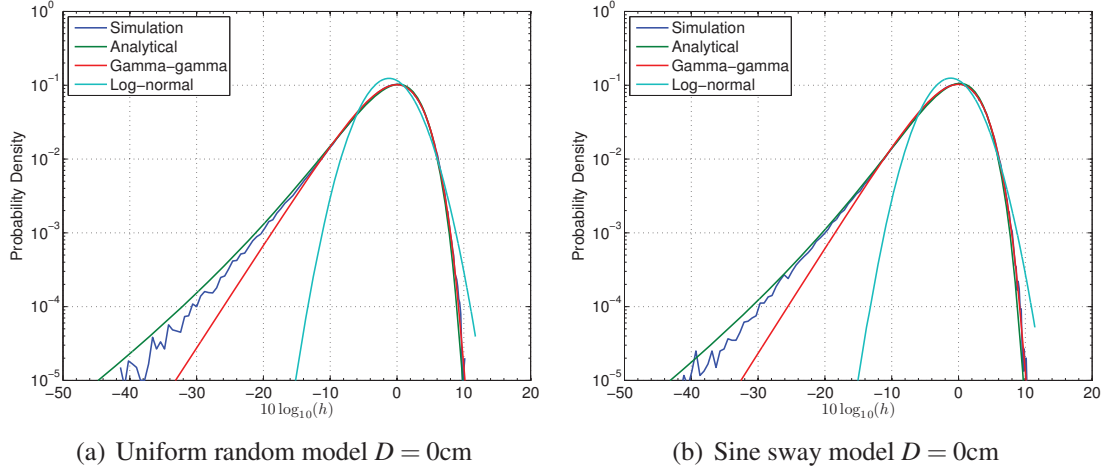 10^0
10^-1
10^-2
10^-3
10^-4
10^-5
Probability Density
Simulation
Analytical
Gamma−gamma
Log−normal
−50 −40 −30 −20 −10 0 10 20
10 log10(h)
(a) Uniform random model D = 0cm
10^0
10^-1
10^-2
10^-3
10^-4
10^-5
Probability Density
Simulation
Analytical
Gamma−gamma
Log−normal
−50 −40 −30 −20 −10 0 10 20
10 log10(h)
(b) Sine sway model D = 0cm